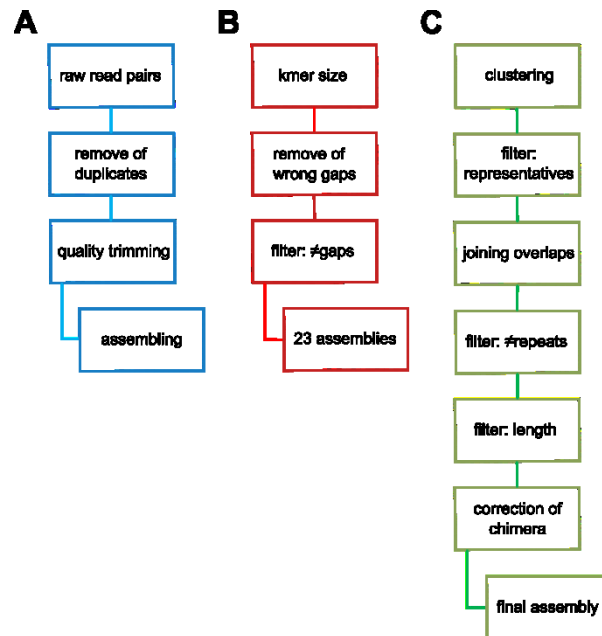 A
raw read pairs
remove of
duplicates
quality trimming
assembling
B
kmer size
remove of
wrong gaps
filter: ≠gaps
23 assemblies
C
clustering
filter:
representatives
joining overlaps
filter: ≠repeats
filter: length
correction of
chimera
final assembly